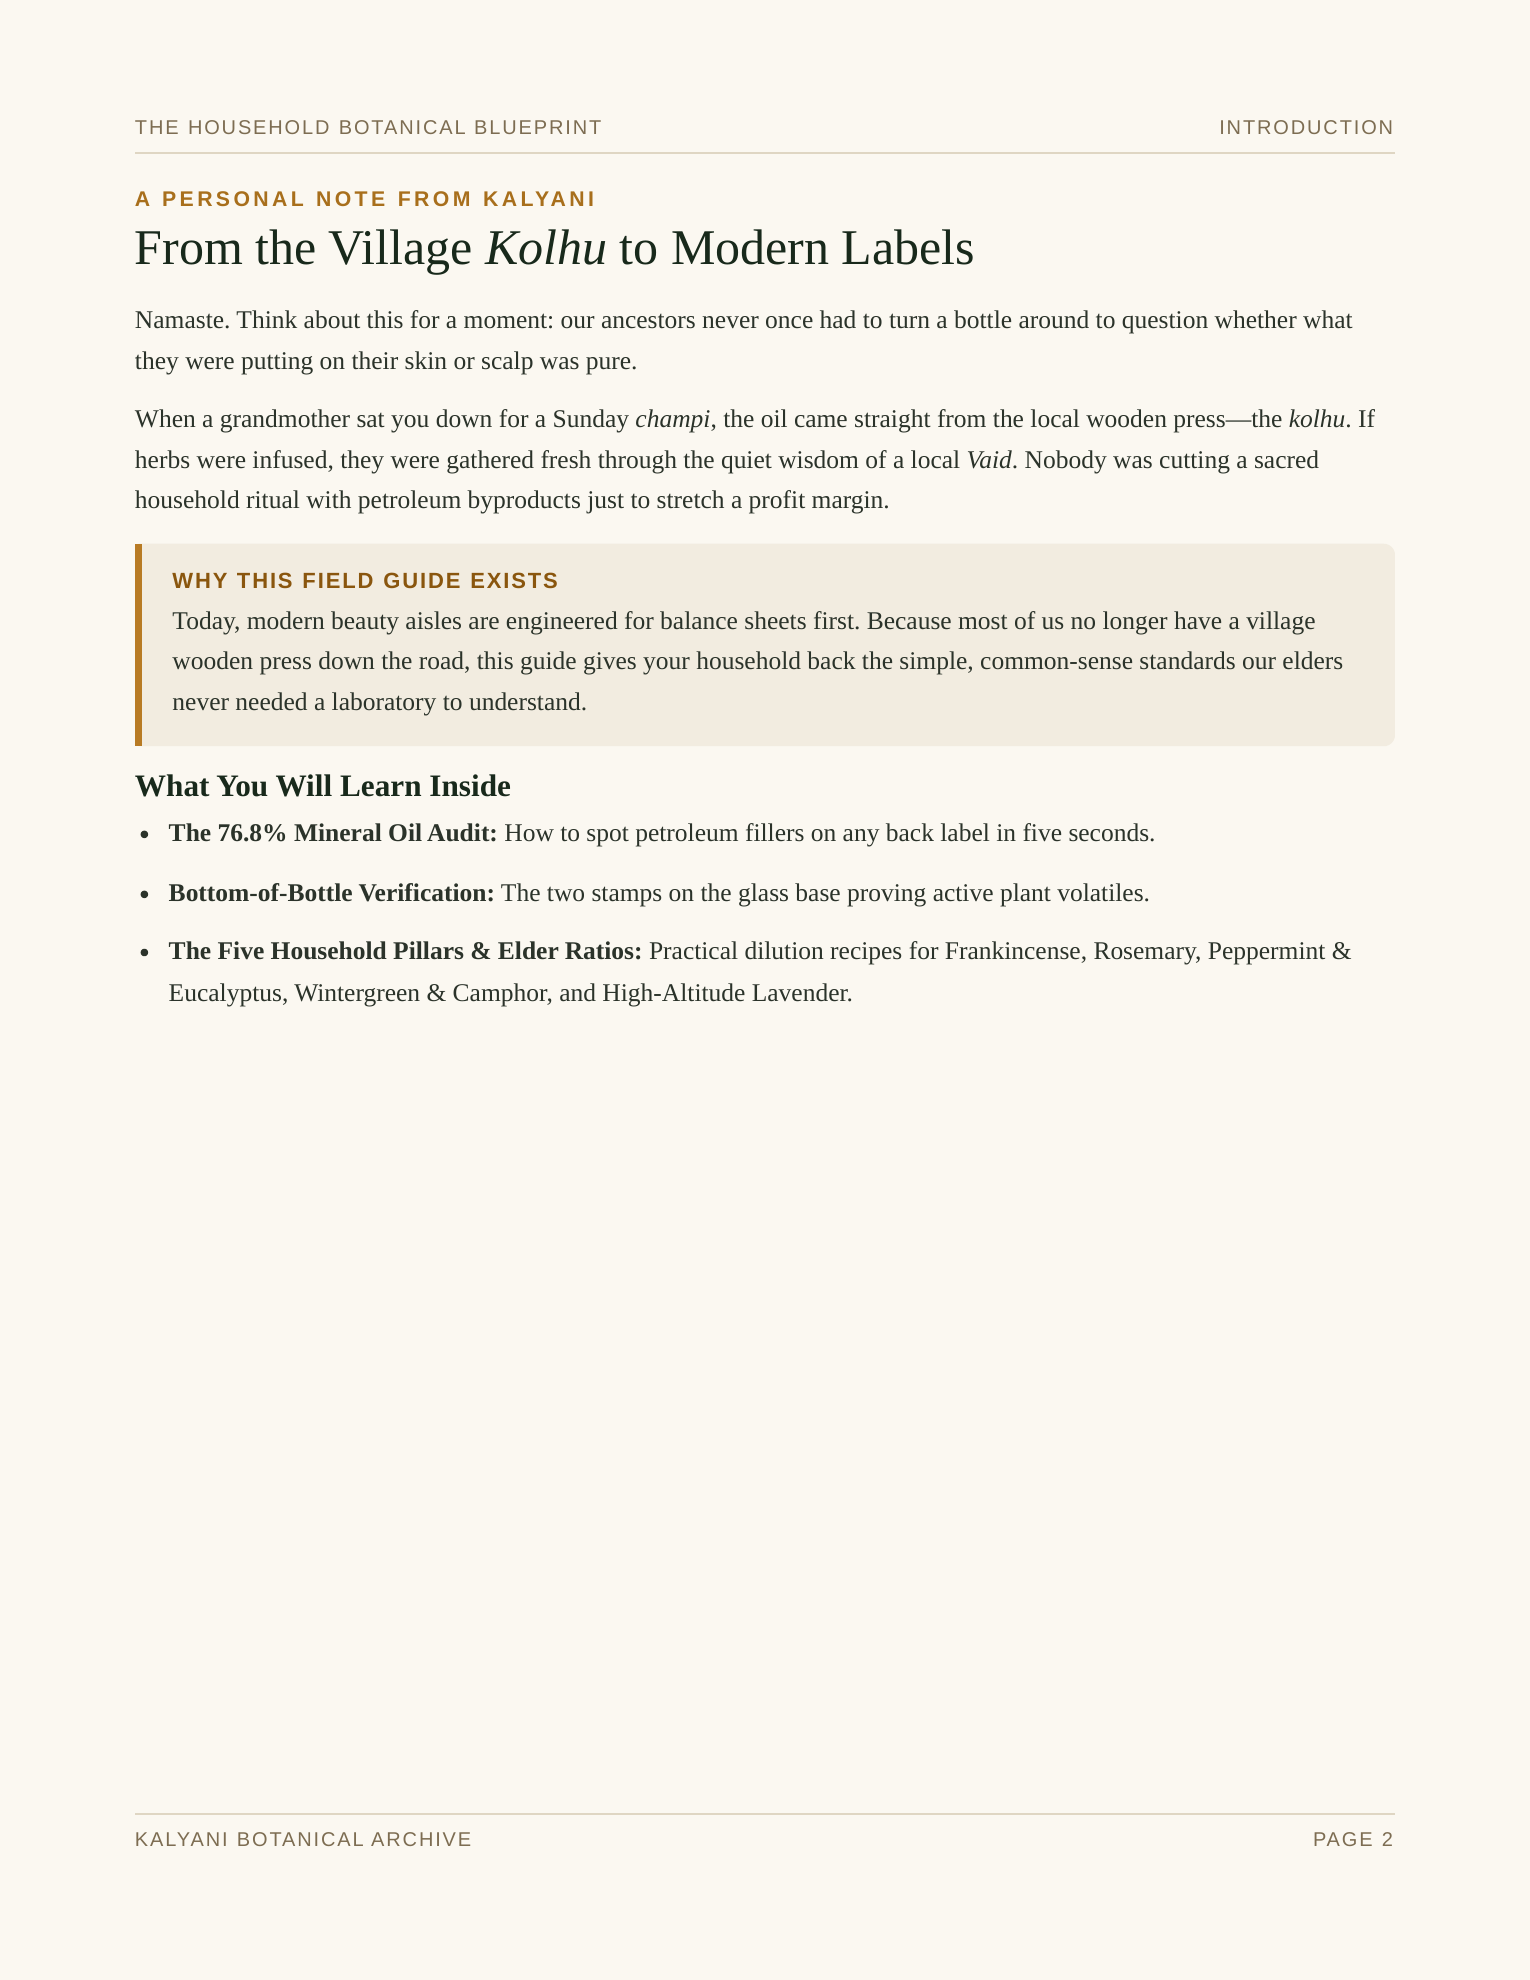 THE HOUSEHOLD BOTANICAL BLUEPRINT
INTRODUCTION
A PERSONAL NOTE FROM KALYANI
From the Village Kolhu to Modern Labels
Namaste. Think about this for a moment: our ancestors never once had to turn a bottle around to question whether what
they were putting on their skin or scalp was pure.
When a grandmother sat you down for a Sunday champi, the oil came straight from the local wooden press—the kolhu. If
herbs were infused, they were gathered fresh through the quiet wisdom of a local Vaid. Nobody was cutting a sacred
household ritual with petroleum byproducts just to stretch a profit margin.
WHY THIS FIELD GUIDE EXISTS
Today, modern beauty aisles are engineered for balance sheets first. Because most of us no longer have a village
wooden press down the road, this guide gives your household back the simple, common-sense standards our elders
never needed a laboratory to understand.
What You Will Learn Inside
• The 76.8% Mineral Oil Audit: How to spot petroleum fillers on any back label in five seconds.
• Bottom-of-Bottle Verification: The two stamps on the glass base proving active plant volatiles.
• The Five Household Pillars & Elder Ratios: Practical dilution recipes for Frankincense, Rosemary, Peppermint &
Eucalyptus, Wintergreen & Camphor, and High-Altitude Lavender.
KALYANI BOTANICAL ARCHIVE
PAGE 2